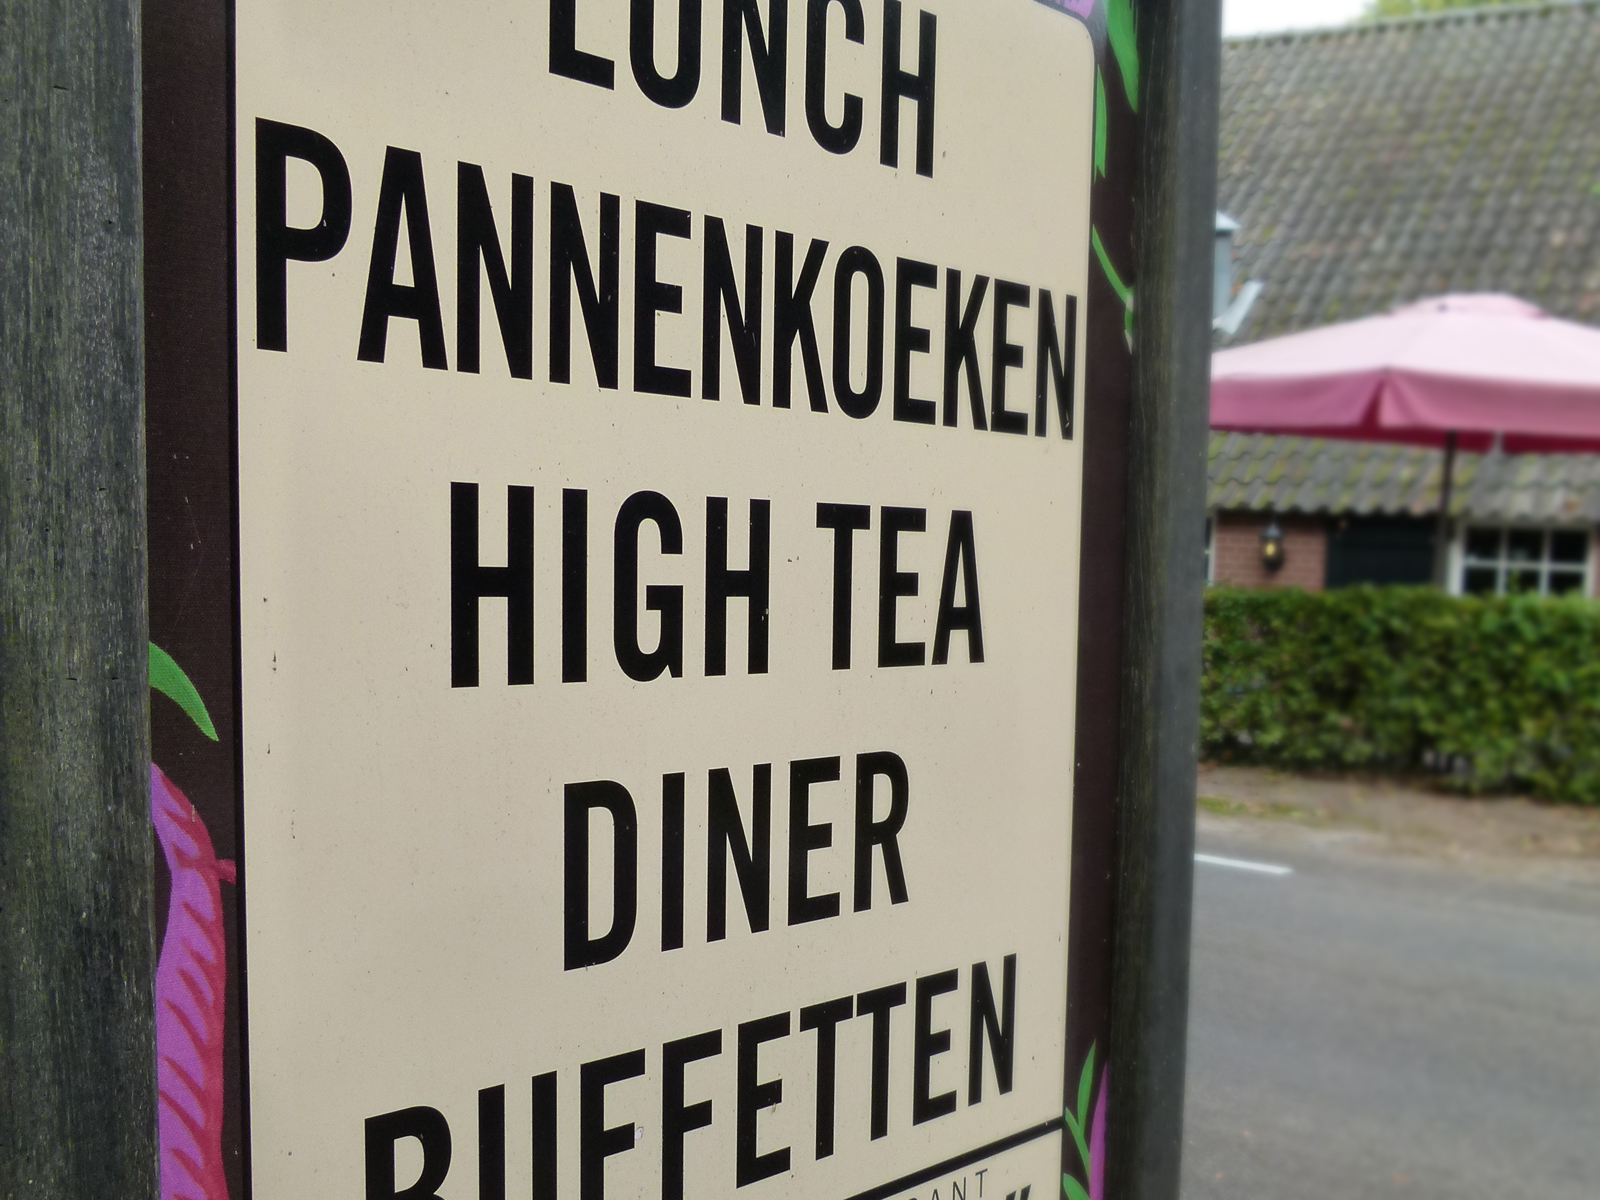 LUNCH
PANNENKOEKEN
HIGH TEA
DINER
BUFFETTEN